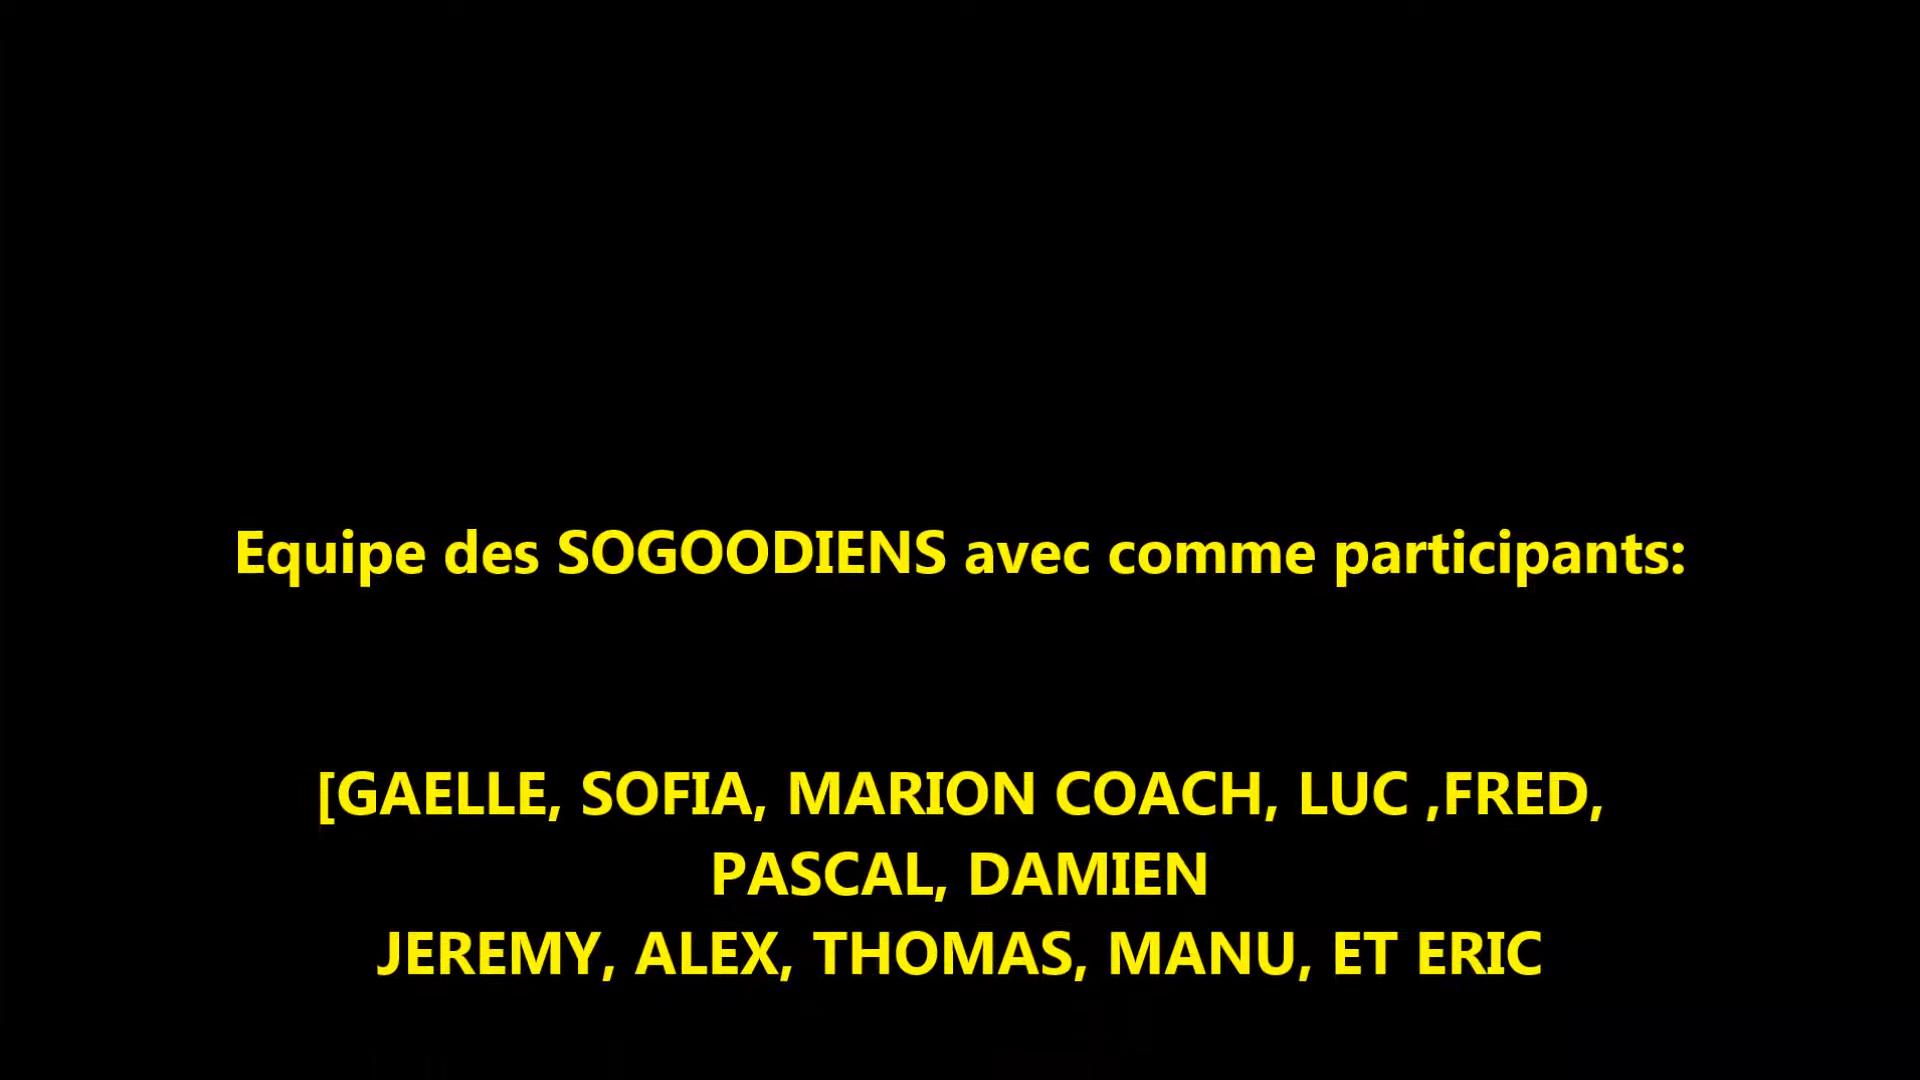 Equipe des SOGOODIENS avec comme participants:
[GAELLE, SOFIA, MARION COACH, LUC ,FRED,
PASCAL, DAMIEN
JEREMY, ALEX, THOMAS, MANU, ET ERIC